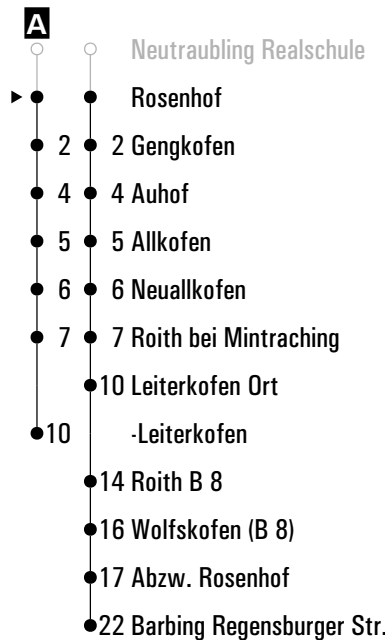 A
Neutraubling Realschule
Rosenhof
2 2 Gengkofen
4 4 Auhof
5 5 Allkofen
6 6 Neuallkofen
7 7 Roith bei Mintraching
10 Leiterkofen Ort
10 -Leiterkofen
14 Roith B 8
16 Wolfskofen (B 8)
17 Abzw. Rosenhof
22 Barbing Regensburger Str.